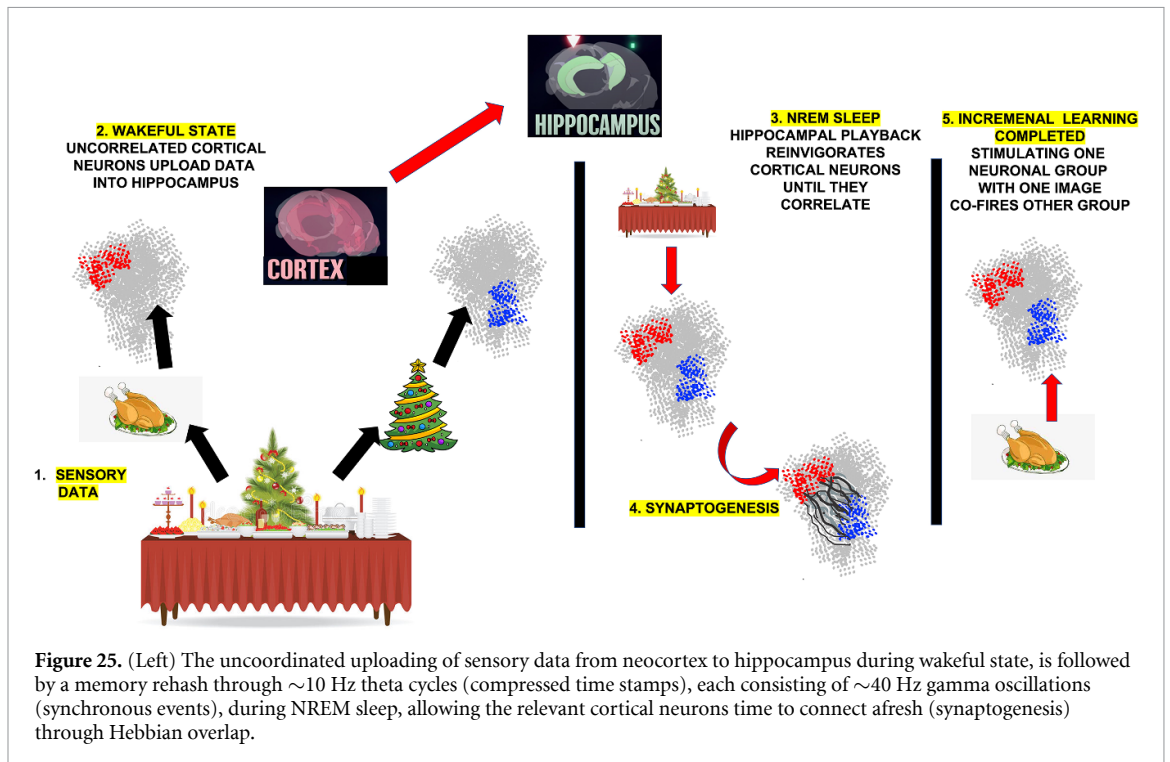 2. WAKEFUL STATE
UNCORRELATED CORTICAL
NEURONS UPLOAD DATA
INTO HIPPOCAMPUS
CORTEX
HIPPOCAMPUS
1. SENSORY
DATA
3. NREM SLEEP
HIPPOCAMPAL PLAYBACK
REINVIGORATES
CORTICAL NEURONS
UNTIL THEY
CORRELATE
4. SYNAPTOGENESIS
5. INCREMENAL LEARNING
COMPLETED
STIMULATING ONE
NEURONAL GROUP
WITH ONE IMAGE
CO-FIRES OTHER GROUP
Figure 25. (Left) The uncoordinated uploading of sensory data from neocortex to hippocampus during wakeful state, is followed
by a memory rehash through ∼10 Hz theta cycles (compressed time stamps), each consisting of ∼40 Hz gamma oscillations
(synchronous events), during NREM sleep, allowing the relevant cortical neurons time to connect afresh (synaptogenesis)
through Hebbian overlap.